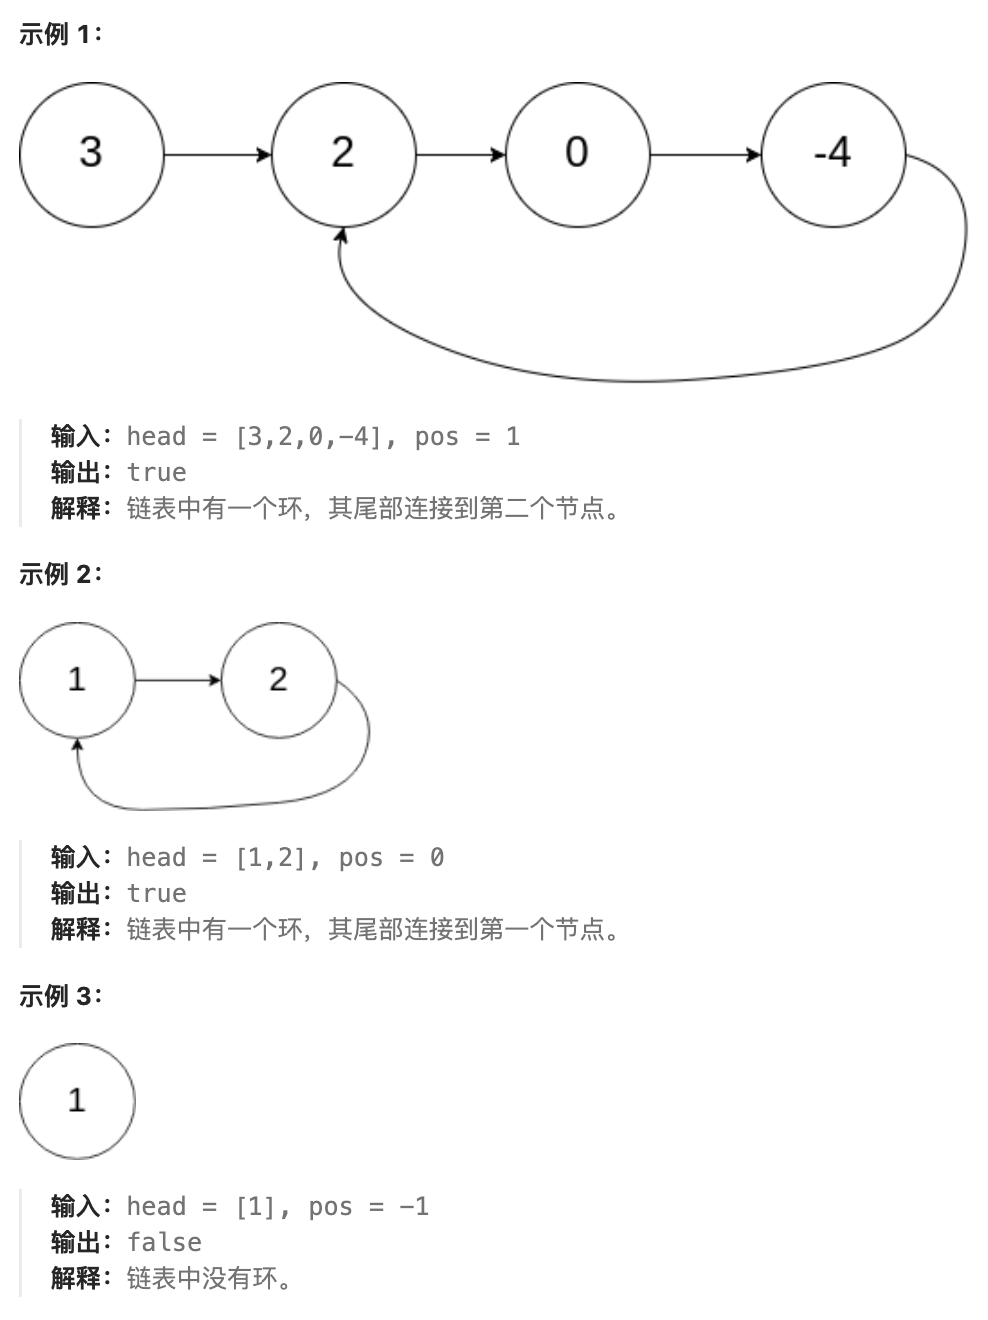 示例 1：
3 2 0 -4
输入：head = [3,2,0,-4], pos = 1
输出：true
解释：链表中有一个环，其尾部连接到第二个节点。
示例 2：
1 2
输入：head = [1,2], pos = 0
输出：true
解释：链表中有一个环，其尾部连接到第一个节点。
示例 3：
1
输入：head = [1], pos = -1
输出：false
解释：链表中没有环。